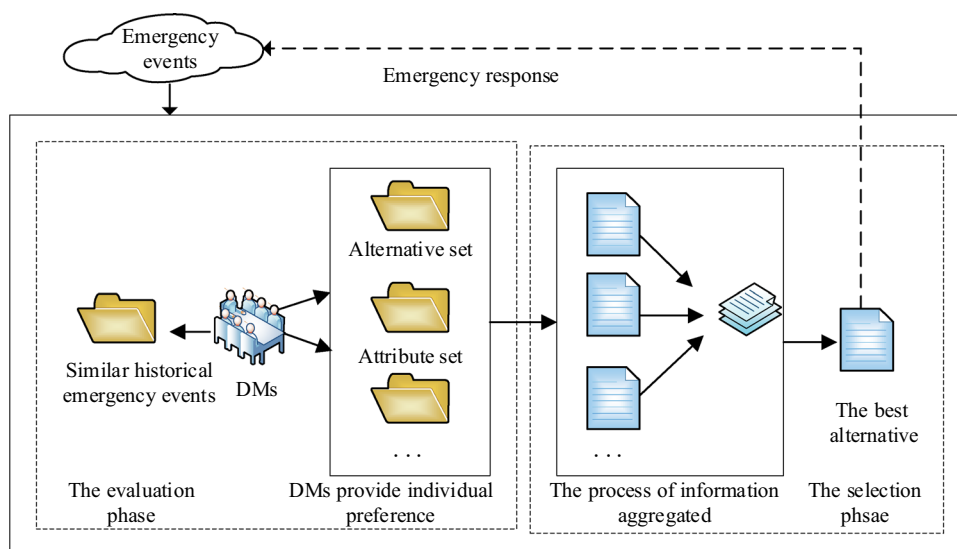 Emergency
events
Emergency response
Alternative set
Attribute set
. . .
Similar historical
emergency events
DMs
The evaluation
phase
DMs provide individual
preference
. . .
The process of information
aggregated
The best
alternative
The selection
phsae